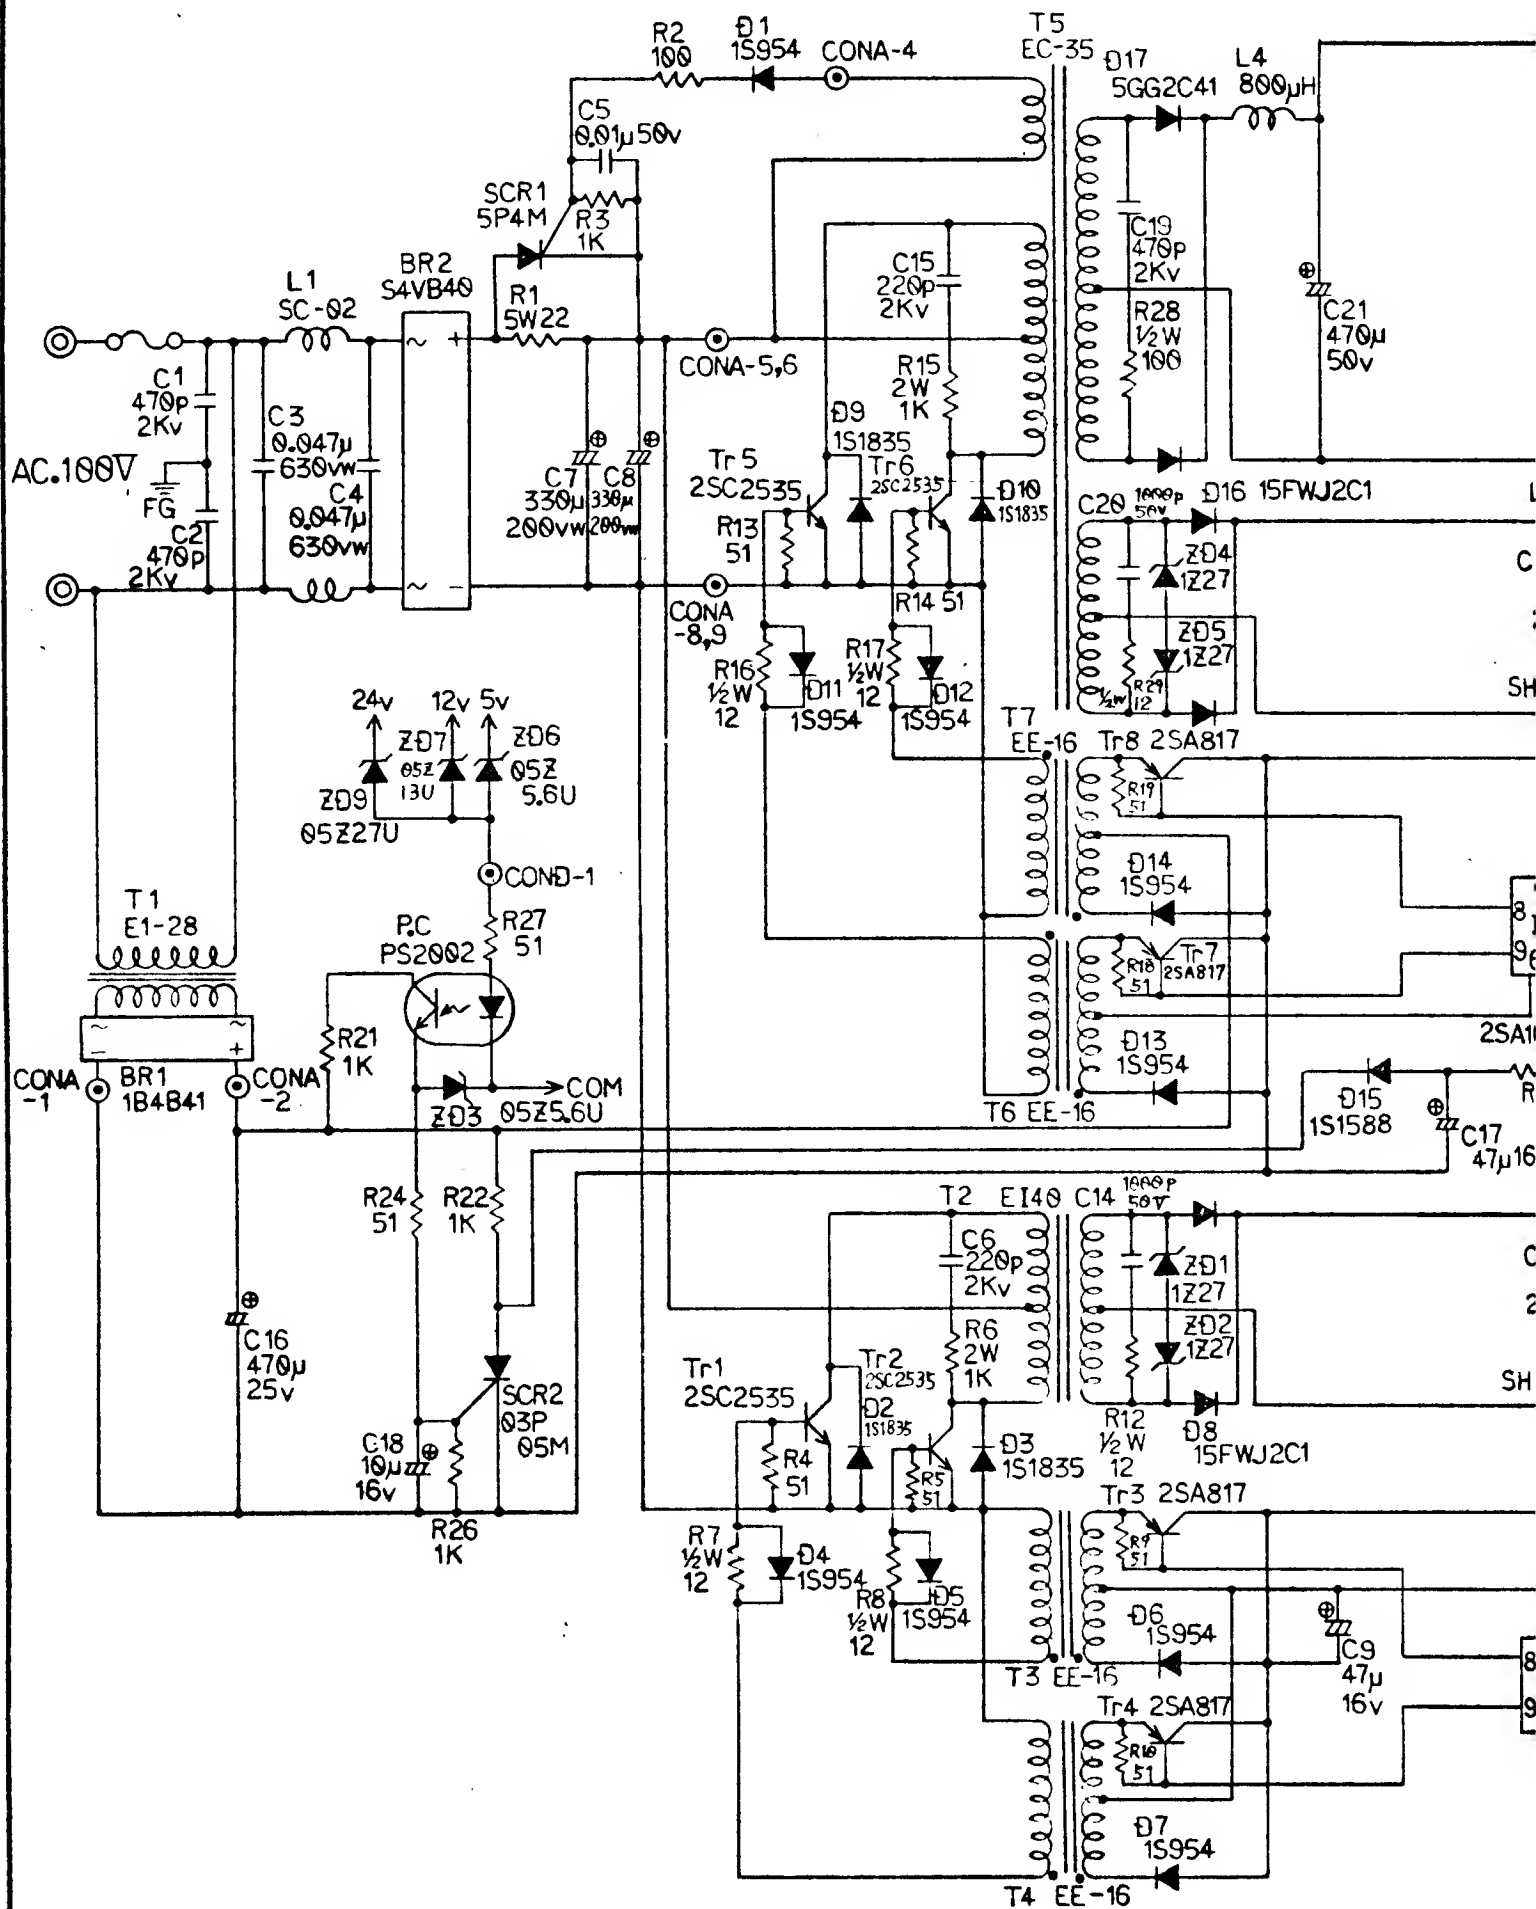 T5
EC-35
R2
100
D1
1S954
CONA-4
D17
5GG2C41
L4
800μH
C5
0.01μ50v
SCR1
5P4M
R3
1K
C19
470p
2Kv
C15
220p
2Kv
BR2
S4VB40
L1
SC-02
R1
5W22
C21
470μ
50v
R28
½W
100
CONA-5,6
R15
2W
1K
C1
470p
2Kv
C3
0.047μ
630vw
D9
1S1835
AC.100V
FG
C4
0.047μ
630vw
C2
470p
2Kv
C7
330μ
200vw
C8
330μ
200vw
Tr5
2SC2535
Tr6
2SC2535
D10
1S1835
R13
51
R14 51
C20
1000p
50v
D16 15FWJ2C1
ZD4
1Z27
ZD5
1Z27
R29
½W 12
CONA
-8,9
R16
½W
12
D11
1S954
R17
½W
12
D12
1S954
SH
24v
12v
5v
ZD7
05Z
13U
ZD6
05Z
5.6U
ZD9
05Z27U
T7
EE-16
Tr8 2SA817
R19
51
D14
1S954
COND-1
T1
E1-28
P.C
PS2002
R27
51
8
9
Tr7
2SA817
R18
51
R21
1K
BR1
1B4B41
CONA
-1
CONA
-2
COM
ZD3
05Z5.6U
D13
1S954
T6 EE-16
2SA10
D15
1S1588
R
C17
47μ16
R24
51
R22
1K
T2
EI40
C14
1000p
50V
C6
220p
2Kv
ZD1
1Z27
ZD2
1Z27
C16
470μ
25v
R6
2W
1K
Tr1
2SC2535
Tr2
2SC2535
D2
1S1835
SCR2
03P
05M
SH
R12
½W
12
D8
15FWJ2C1
C18
10μ
16v
R4
51
R5
51
D3
1S1835
R26
1K
Tr3 2SA817
R9
51
R7
½W
12
D4
1S954
R8
½W
12
D5
1S954
D6
1S954
C9
47μ
16v
T3 EE-16
8
9
Tr4 2SA817
R10
51
D7
1S954
T4 EE-16